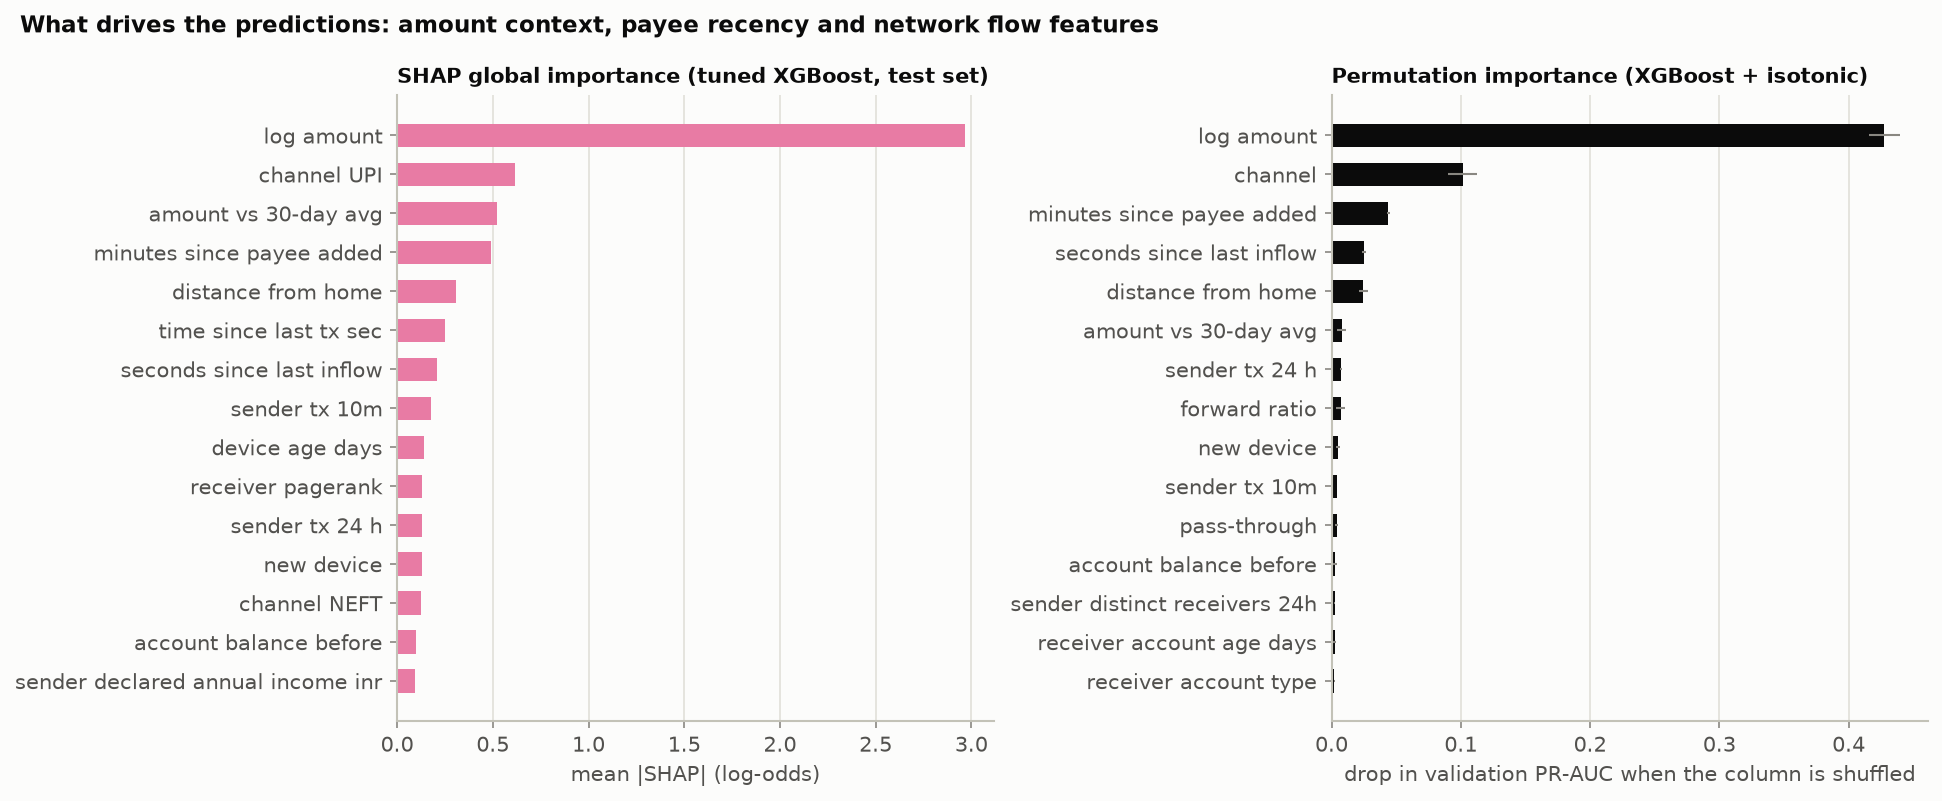 What drives the predictions: amount context, payee recency and network flow features
SHAP global importance (tuned XGBoost, test set)
log amount
channel UPI
amount vs 30-day avg
minutes since payee added
distance from home
time since last tx sec
seconds since last inflow
sender tx 10m
device age days
receiver pagerank
sender tx 24 h
new device
channel NEFT
account balance before
sender declared annual income inr
0.0 0.5 1.0 1.5 2.0 2.5 3.0
mean |SHAP| (log-odds)
Permutation importance (XGBoost + isotonic)
log amount
channel
minutes since payee added
seconds since last inflow
distance from home
amount vs 30-day avg
sender tx 24 h
forward ratio
new device
sender tx 10m
pass-through
account balance before
sender distinct receivers 24h
receiver account age days
receiver account type
0.0 0.1 0.2 0.3 0.4
drop in validation PR-AUC when the column is shuffled